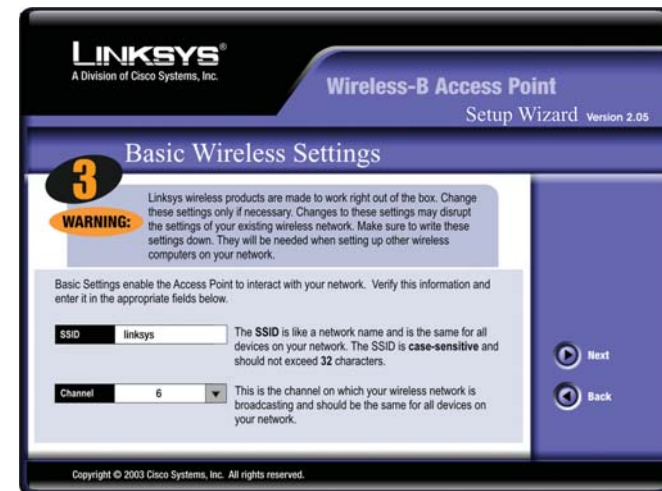 LINKSYS®
A Division of Cisco Systems, Inc.
Wireless-B Access Point
Setup Wizard Version 2.05
Basic Wireless Settings
3
WARNING:
Linksys wireless products are made to work right out of the box. Change
these settings only if necessary. Changes to these settings may disrupt
the settings of your existing wireless network. Make sure to write these
settings down. They will be needed when setting up other wireless
computers on your network.
Basic Settings enable the Access Point to interact with your network. Verify this information and
enter it in the appropriate fields below.
SSID linksys
The SSID is like a network name and is the same for all
devices on your network. The SSID is case-sensitive and
should not exceed 32 characters.
Channel 6
This is the channel on which your wireless network is
broadcasting and should be the same for all devices on
your network.
Next
Back
Copyright © 2003 Cisco Systems, Inc. All rights reserved.